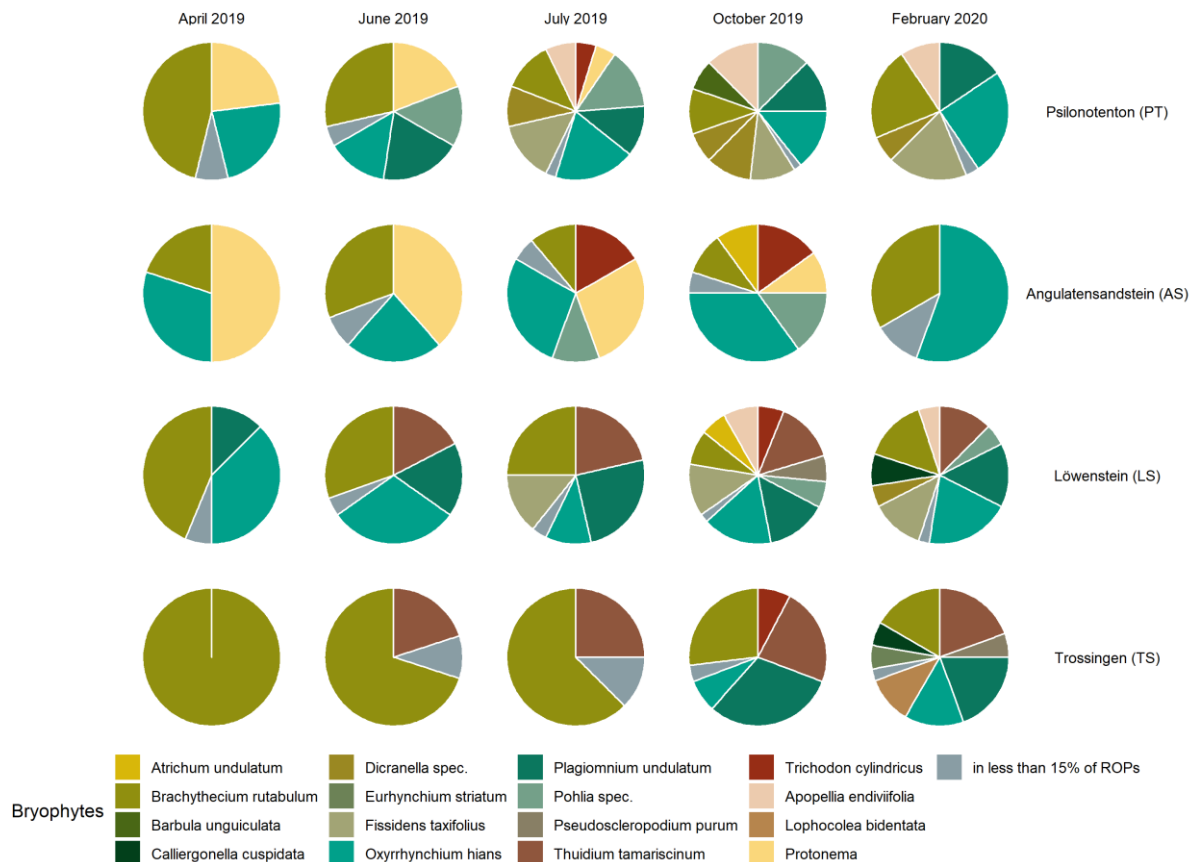 April 2019
June 2019
July 2019
October 2019
February 2020
Psilonotenton (PT)
Angulatensandstein (AS)
Löwenstein (LS)
Trossingen (TS)
Bryophytes
Atrichum undulatum
Brachythecium rutabulum
Barbula unguiculata
Calliergonella cuspidata
Dicranella spec.
Eurhynchium striatum
Fissidens taxifolius
Oxyrrhynchium hians
Plagiomnium undulatum
Pohlia spec.
Pseudoscleropodium purum
Thuidium tamariscinum
Trichodon cylindricus
Apopellia endiviifolia
Lophocolea bidentata
Protonema
in less than 15% of ROPs